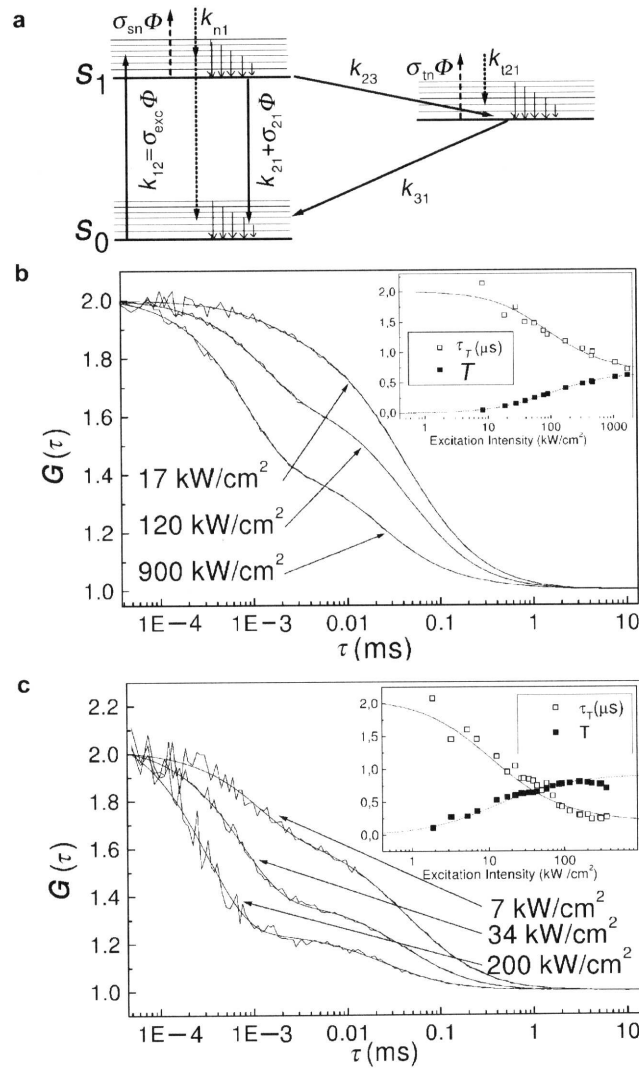 a
σsnΦ
kn1
S1
k12=σexcΦ
k21+σ21Φ
S0
k23
σtnΦ
kt21
k31
b
G(τ)
2.0
1.8
1.6
1.4
1.2
1.0
17 kW/cm²
120 kW/cm²
900 kW/cm²
1E-4
1E-3
0.01
0.1
1
10
τ(ms)
2,0
1,5
1,0
0,5
0,0
τT(μs)
T
1
10
100
1000
Excitation Intensity (kW/cm²)
c
G(τ)
2.2
2.0
1.8
1.6
1.4
1.2
1.0
7 kW/cm²
34 kW/cm²
200 kW/cm²
1E-4
1E-3
0.01
0.1
1
10
τ(ms)
2,0
1,5
1,0
0,5
0,0
τT(μs)
T
1
10
100
Excitation Intensity (kW /cm²)